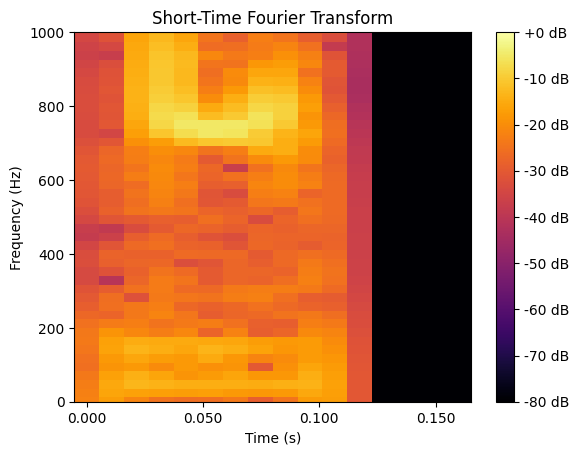 Short-Time Fourier Transform
1000
800
600
400
200
0
Frequency (Hz)
0.000
0.050
0.100
0.150
Time (s)
+0 dB
-10 dB
-20 dB
-30 dB
-40 dB
-50 dB
-60 dB
-70 dB
-80 dB